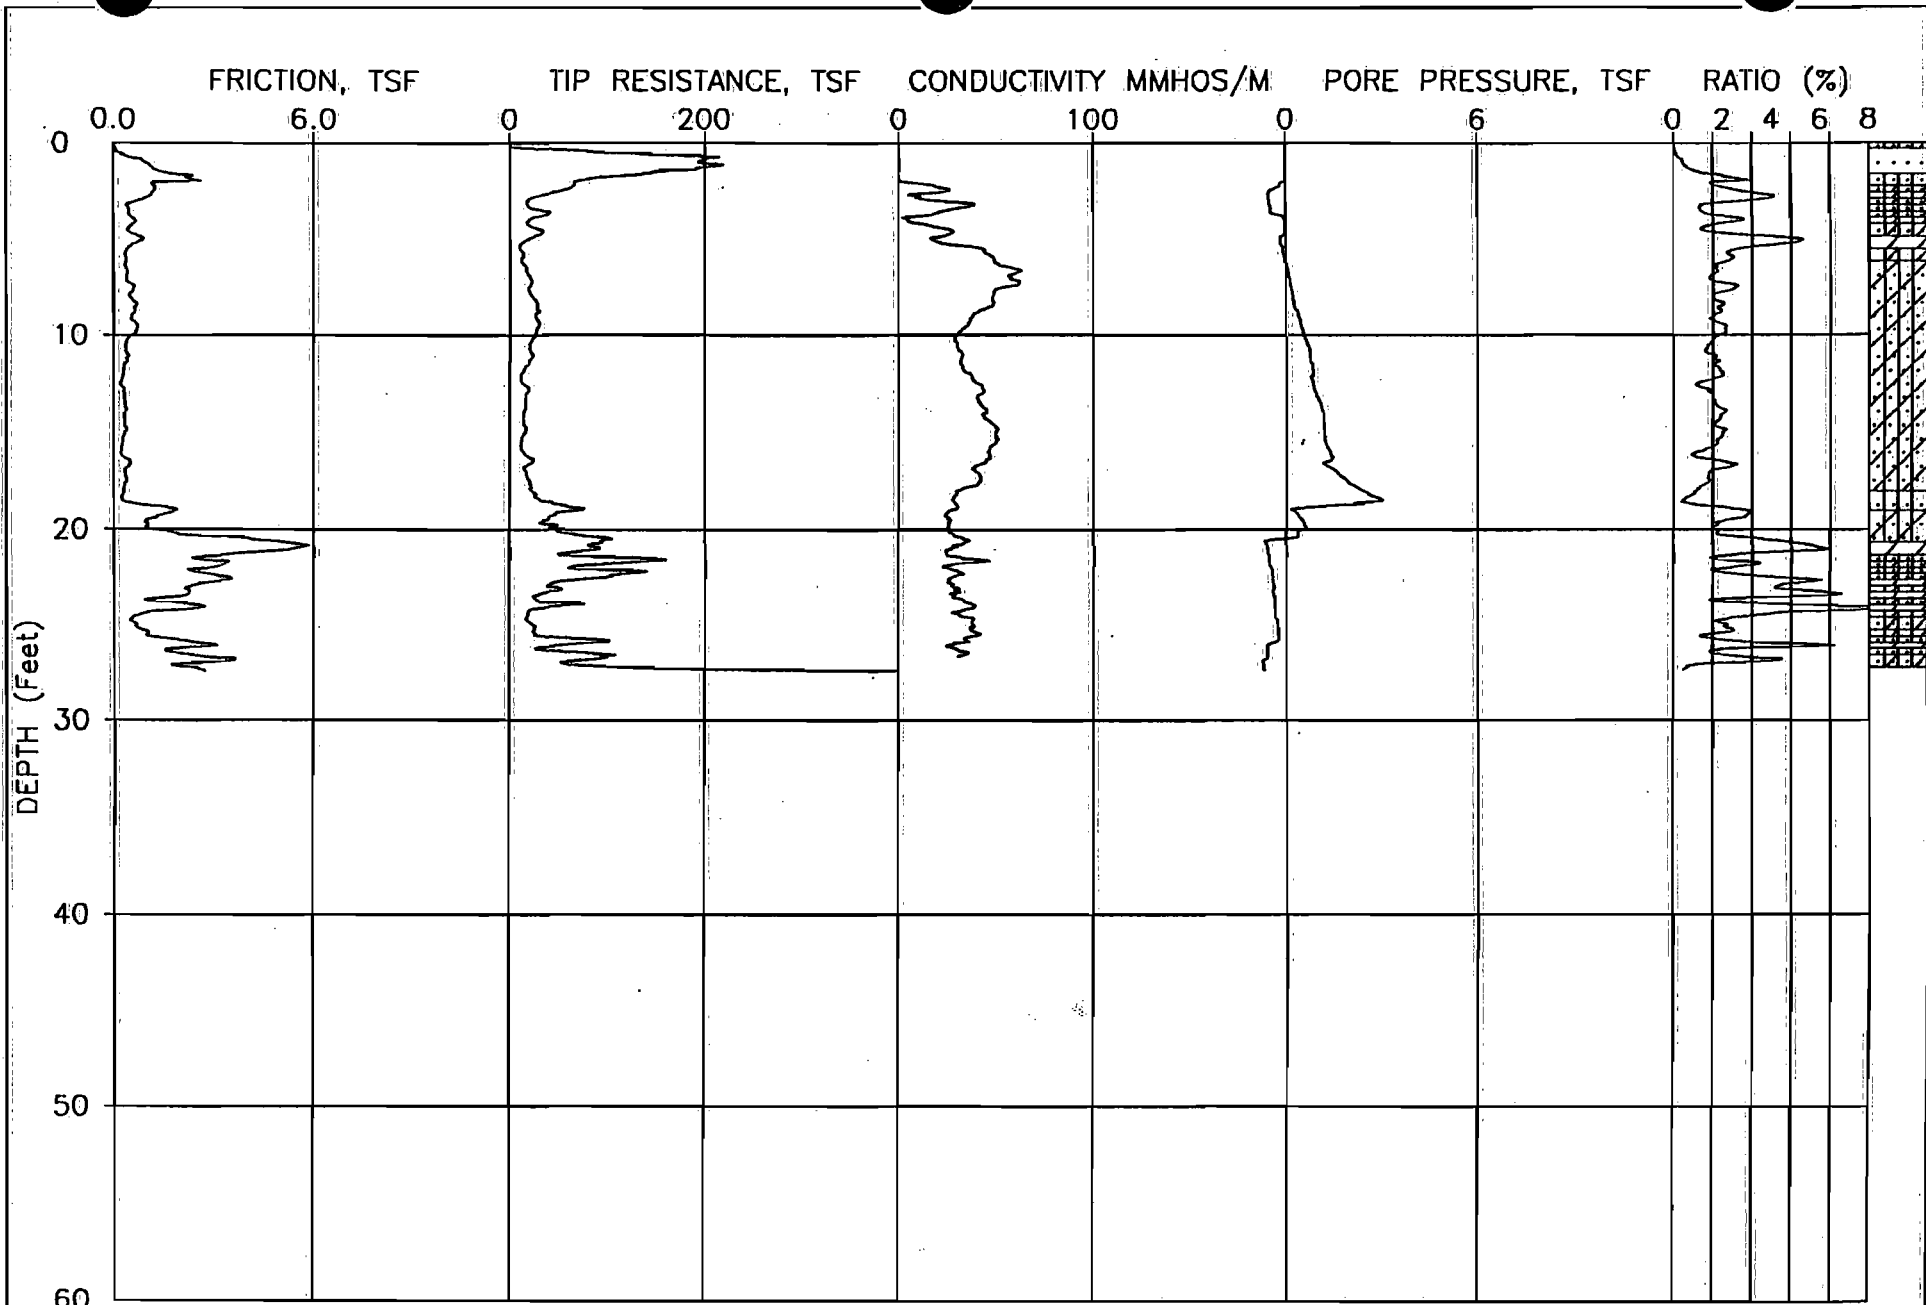 FRICTION, TSF TIP RESISTANCE, TSF CONDUCTIVITY MMHOS/M PORE PRESSURE, TSF RATIO (%)
0.0 6.0 0 200 0 100 0 6 0 2 4 6 8
0
10
20
30
40
50
60
DEPTH (Feet)